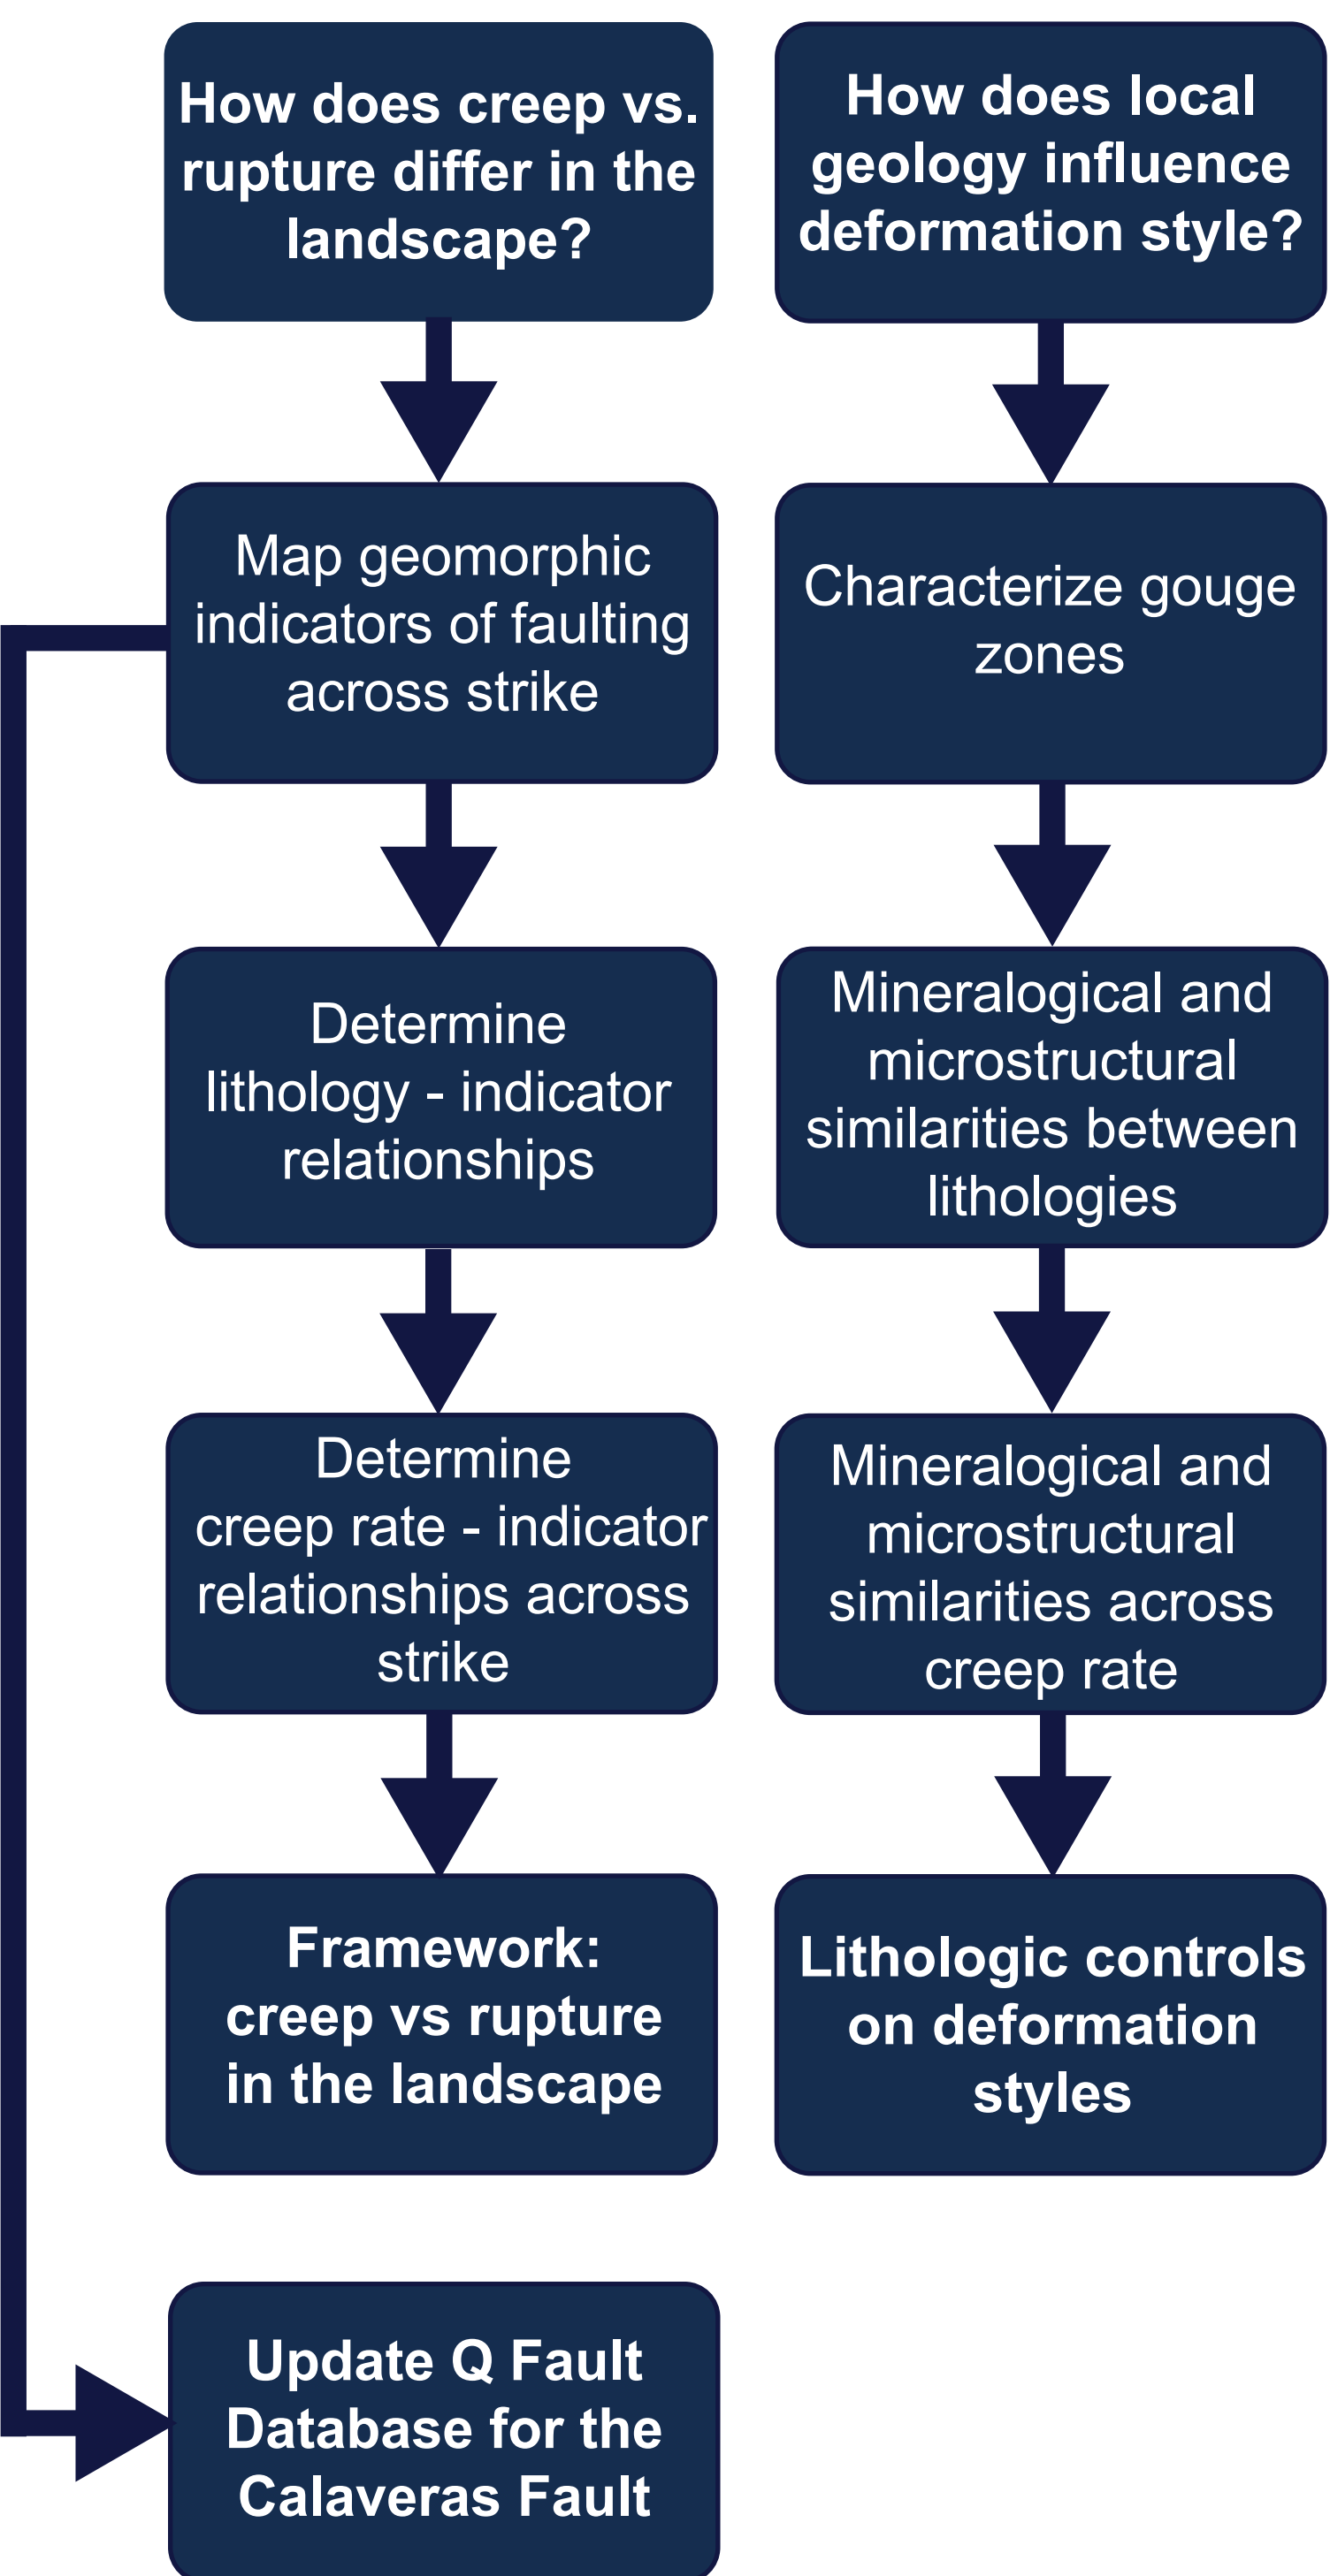 How does creep vs.
rupture differ in the
landscape?
Map geomorphic
indicators of faulting
across strike
Determine
lithology - indicator
relationships
Determine
creep rate - indicator
relationships across
strike
Framework:
creep vs rupture
in the landscape
Update Q Fault
Database for the
Calaveras Fault
How does local
geology influence
deformation style?
Characterize gouge
zones
Mineralogical and
microstructural
similarities between
lithologies
Mineralogical and
microstructural
similarities across
creep rate
Lithologic controls
on deformation
styles